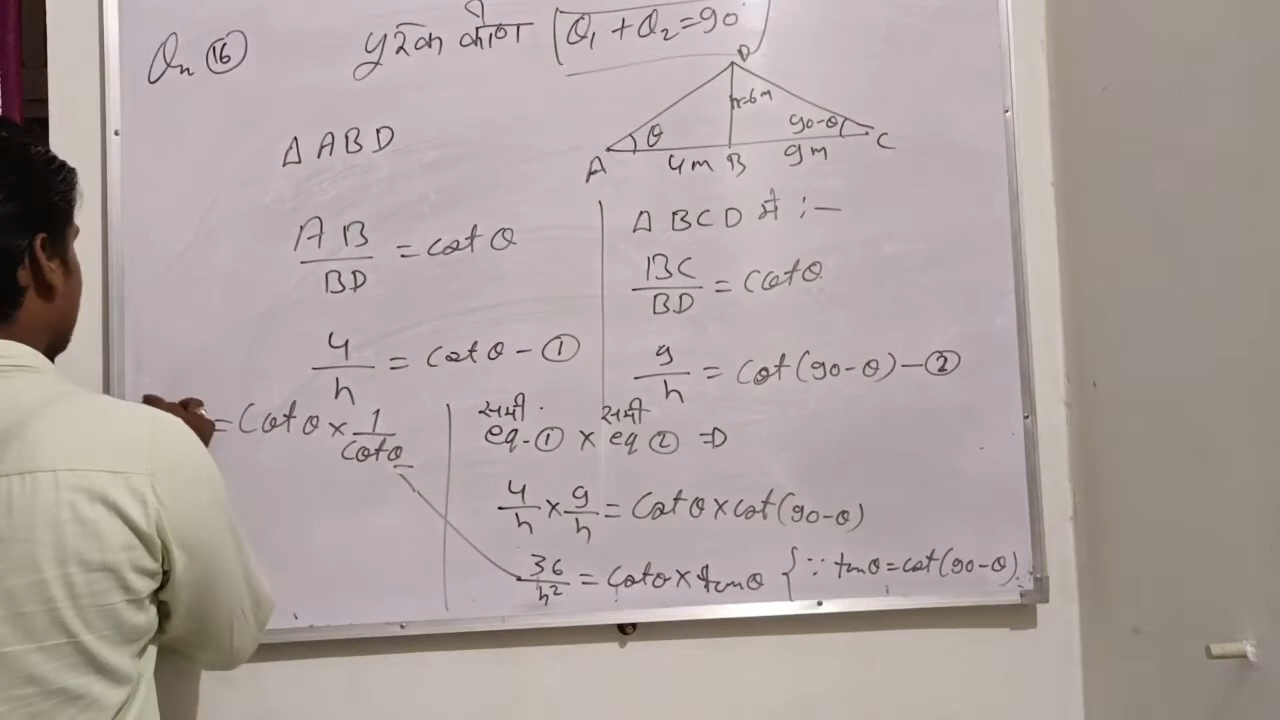 Qn (16)
पूरक कोण θ₁ + θ₂ = 90°
D
h=6m
θ
90-θ
A 4m B 9m C
Δ ABD
AB/BD = cot θ
4/h = cot θ - (1)
Δ BCD में :-
BC/BD = cot θ
9/h = cot (90-θ) - (2)
= cot θ × 1/cot θ
समी. समी
eq-(1) × eq (2) ⇒
4/h × 9/h = cot θ × cot (90-θ)
36/h² = cot θ × tan θ { ∵ tan θ = cot (90-θ)